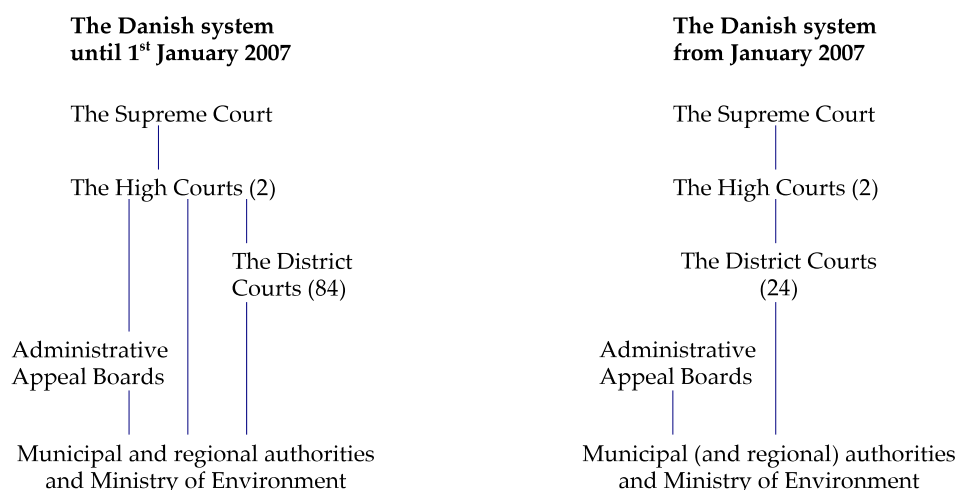 The Danish system
until 1st January 2007
The Supreme Court
The High Courts (2)
The District
Courts (84)
Administrative
Appeal Boards
Municipal and regional authorities
and Ministry of Environment
The Danish system
from January 2007
The Supreme Court
The High Courts (2)
The District Courts
(24)
Administrative
Appeal Boards
Municipal (and regional) authorities
and Ministry of Environment